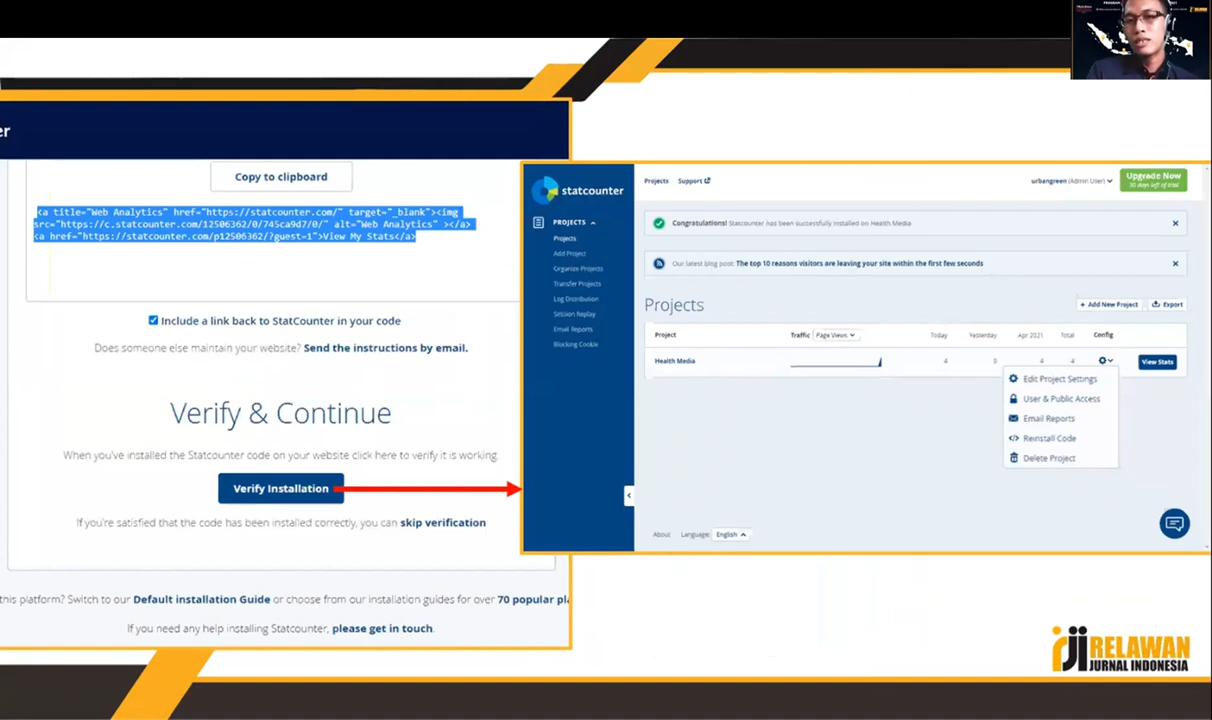 er
Copy to clipboard
<a title="Web Analytics" href="https://statcounter.com/" target="_blank"><img
src="https://c.statcounter.com/12506362/0/745ca9d7/0/" alt="Web Analytics" ></a>
<a href="https://statcounter.com/p12506362/?guest=1">View My Stats</a>
Include a link back to StatCounter in your code
Does someone else maintain your website? Send the instructions by email.
Verify & Continue
When you've installed the Statcounter code on your website click here to verify it is working.
Verify Installation
If you're satisfied that the code has been installed correctly, you can skip verification
this platform? Switch to our Default installation Guide or choose from our installation guides for over 70 popular pla
If you need any help installing Statcounter, please get in touch.
statcounter
PROJECTS
Projects
Add Project
Organize Projects
Transfer Projects
Log Distribution
Session Replay
Email Reports
Blocking Cookie
Projects Support
urbangreen (Admin User)
Upgrade Now
30 days left of trial
Congratulations! Statcounter has been successfully installed on Health Media
Our latest blog post: The top 10 reasons visitors are leaving your site within the first few seconds
Projects
+ Add New Project Export
Project Traffic Page Views Today Yesterday Apr 2021 Total Config
Health Media 4 0 4 4 View Stats
Edit Project Settings
User & Public Access
Email Reports
Reinstall Code
Delete Project
About Language: English
RELAWAN
JURNAL INDONESIA